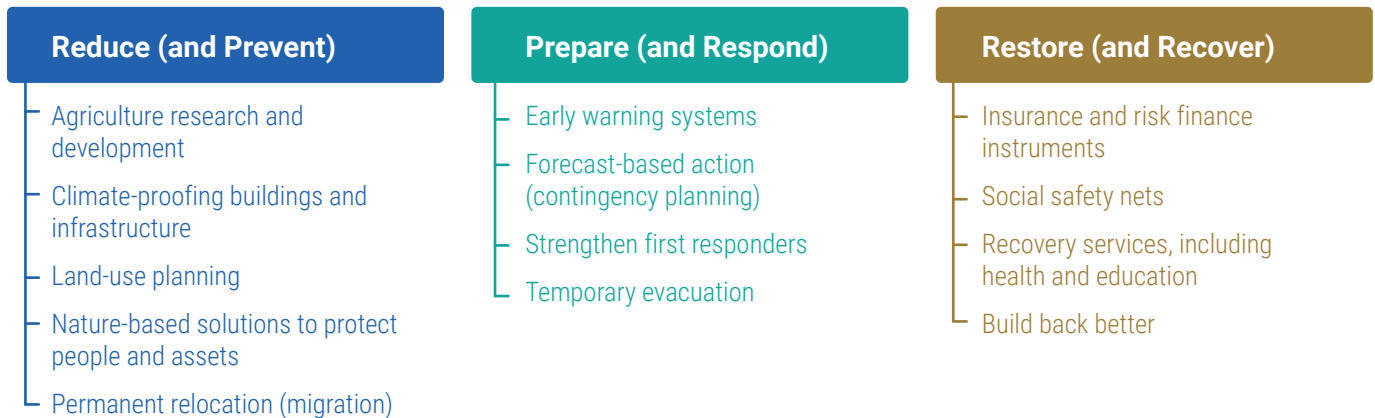 Reduce (and Prevent)
Agriculture research and
development
Climate-proofing buildings and
infrastructure
Land-use planning
Nature-based solutions to protect
people and assets
Permanent relocation (migration)
Prepare (and Respond)
Early warning systems
Forecast-based action
(contingency planning)
Strengthen first responders
Temporary evacuation
Restore (and Recover)
Insurance and risk finance
instruments
Social safety nets
Recovery services, including
health and education
Build back better